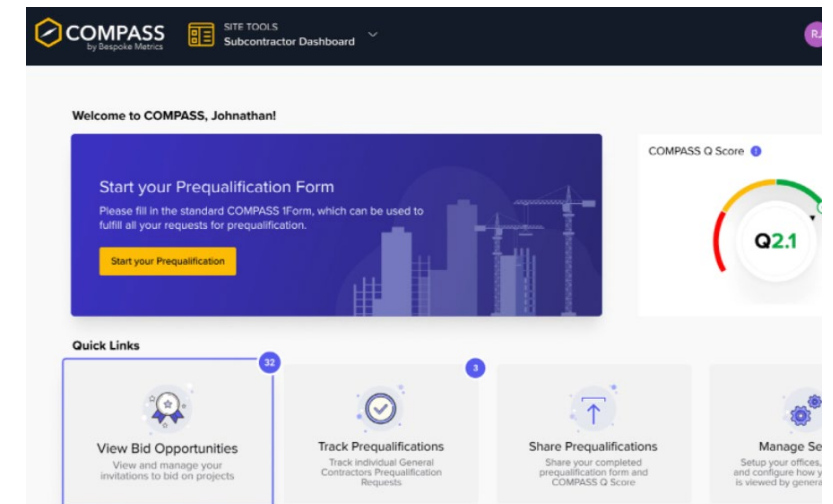 COMPASS
by Bespoke Metrics
SITE TOOLS
Subcontractor Dashboard
RJ
Welcome to COMPASS, Johnathan!
Start your Prequalification Form
Please fill in the standard COMPASS 1Form, which can be used to
fulfill all your requests for prequalification.
Start your Prequalification
COMPASS Q Score
Q2.1
Quick Links
32
View Bid Opportunities
View and manage your
invitations to bid on projects
3
Track Prequalifications
Track individual General
Contractors Prequalification
Requests
Share Prequalifications
Share your completed
prequalification form and
COMPASS Q Score
Manage Se
Setup your offices,
and configure how y
is viewed by genera